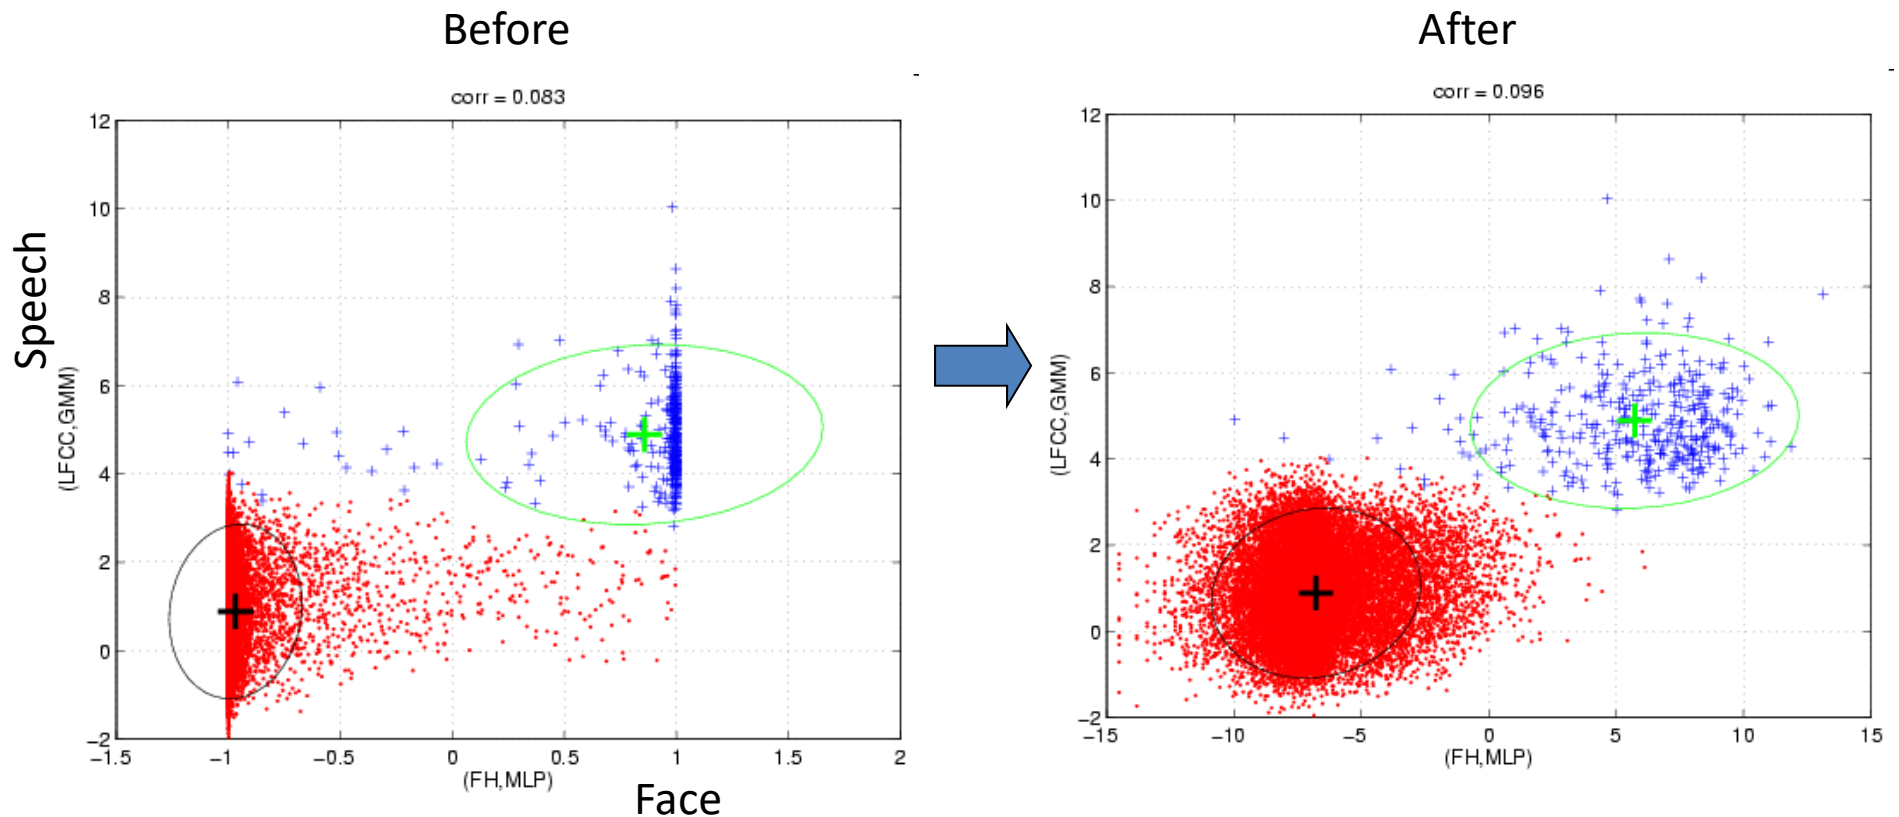 Before
After
corr = 0.083
corr = 0.096
Speech
(LFCC,GMM)
12
10
8
6
4
2
0
−2
−1.5 −1 −0.5 0 0.5 1 1.5 2
(FH,MLP)
Face
(LFCC,GMM)
12
10
8
6
4
2
0
−2
−15 −10 −5 0 5 10 15
(FH,MLP)